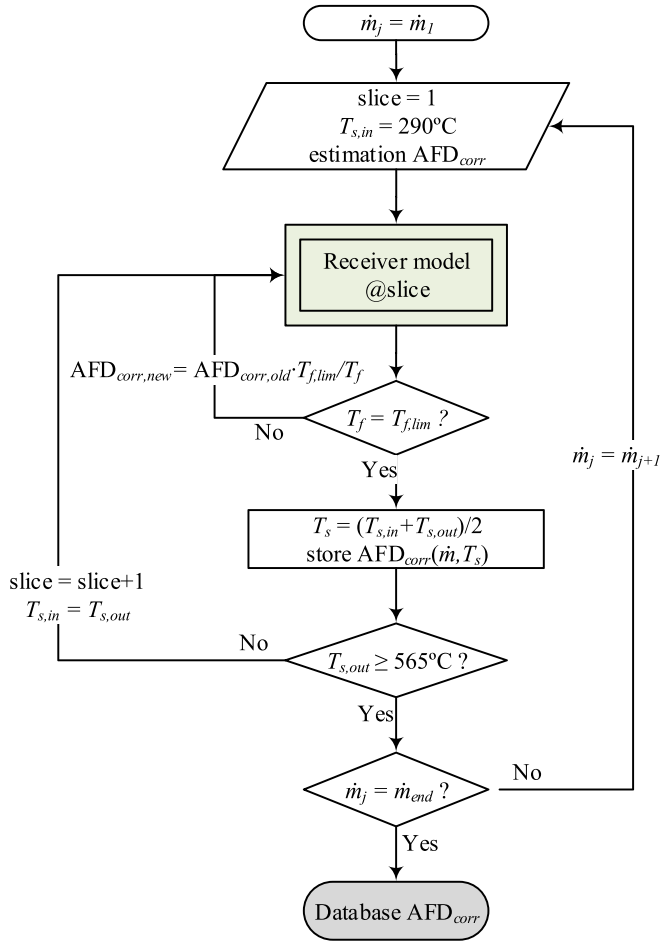 ṁj = ṁ1
slice = 1
Ts,in = 290ºC
estimation AFDcorr
Receiver model
@slice
AFDcorr,new = AFDcorr,old·Tf,lim/Tf
Tf = Tf,lim ?
No
Yes
ṁj = ṁj+1
Ts = (Ts,in+Ts,out)/2
store AFDcorr(ṁ,Ts)
slice = slice+1
Ts,in = Ts,out
No
Ts,out ≥ 565ºC ?
Yes
ṁj = ṁend ?
No
Yes
Database AFDcorr